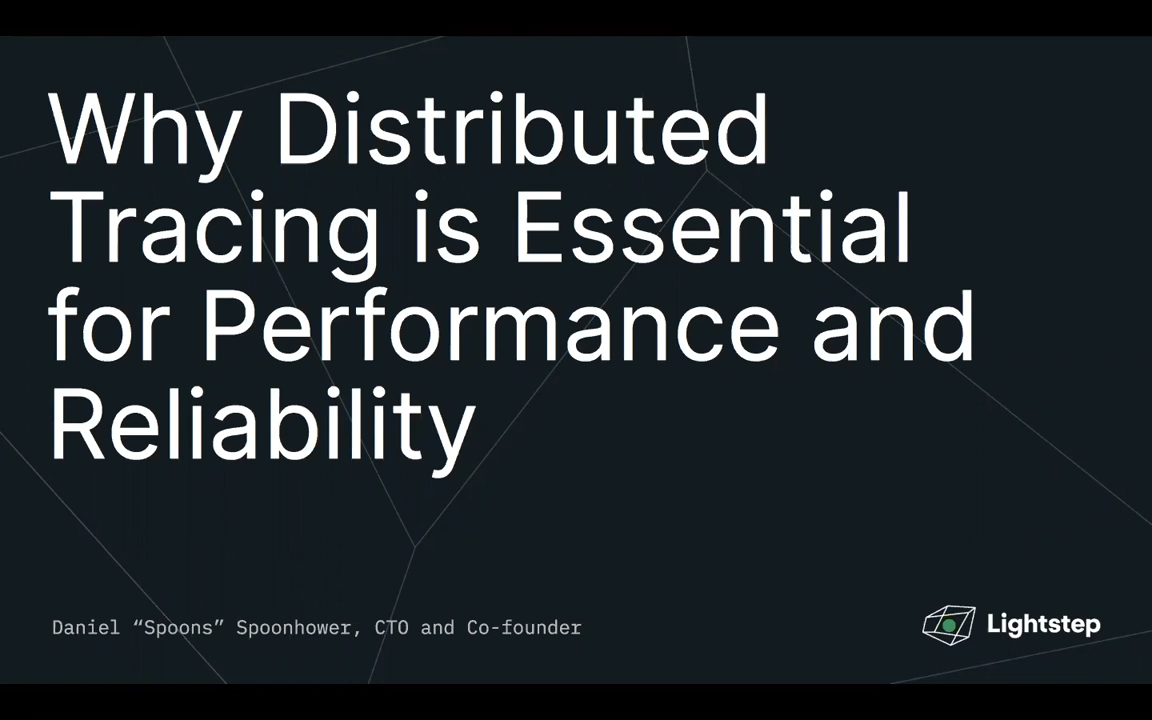 Why Distributed
Tracing is Essential
for Performance and
Reliability
Daniel “Spoons” Spoonhower, CTO and Co-founder
Lightstep